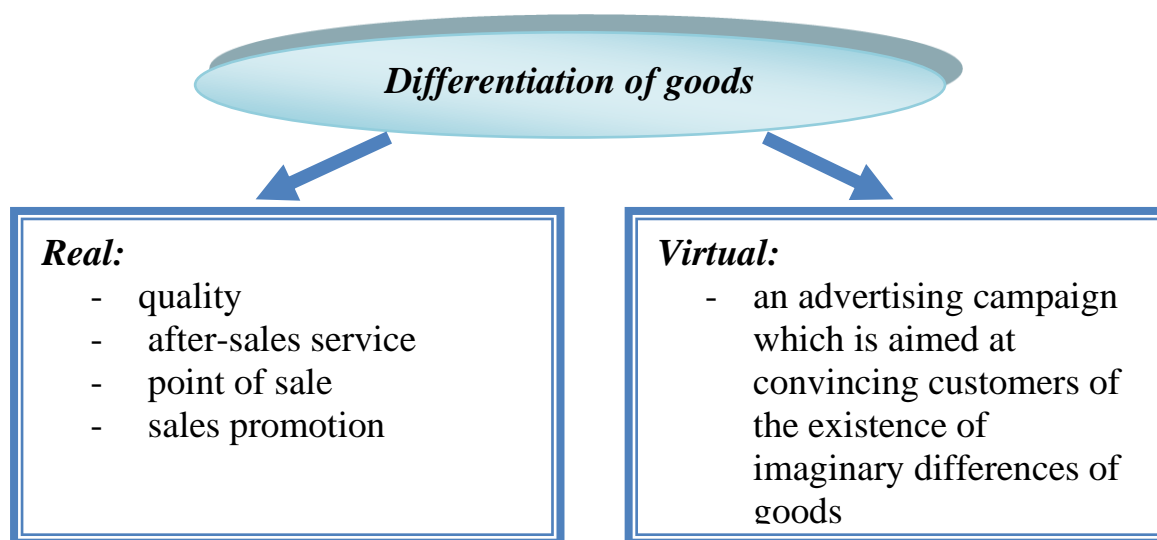 Differentiation of goods
Real:
- quality
- after-sales service
- point of sale
- sales promotion
Virtual:
- an advertising campaign
which is aimed at
convincing customers of
the existence of
imaginary differences of
goods